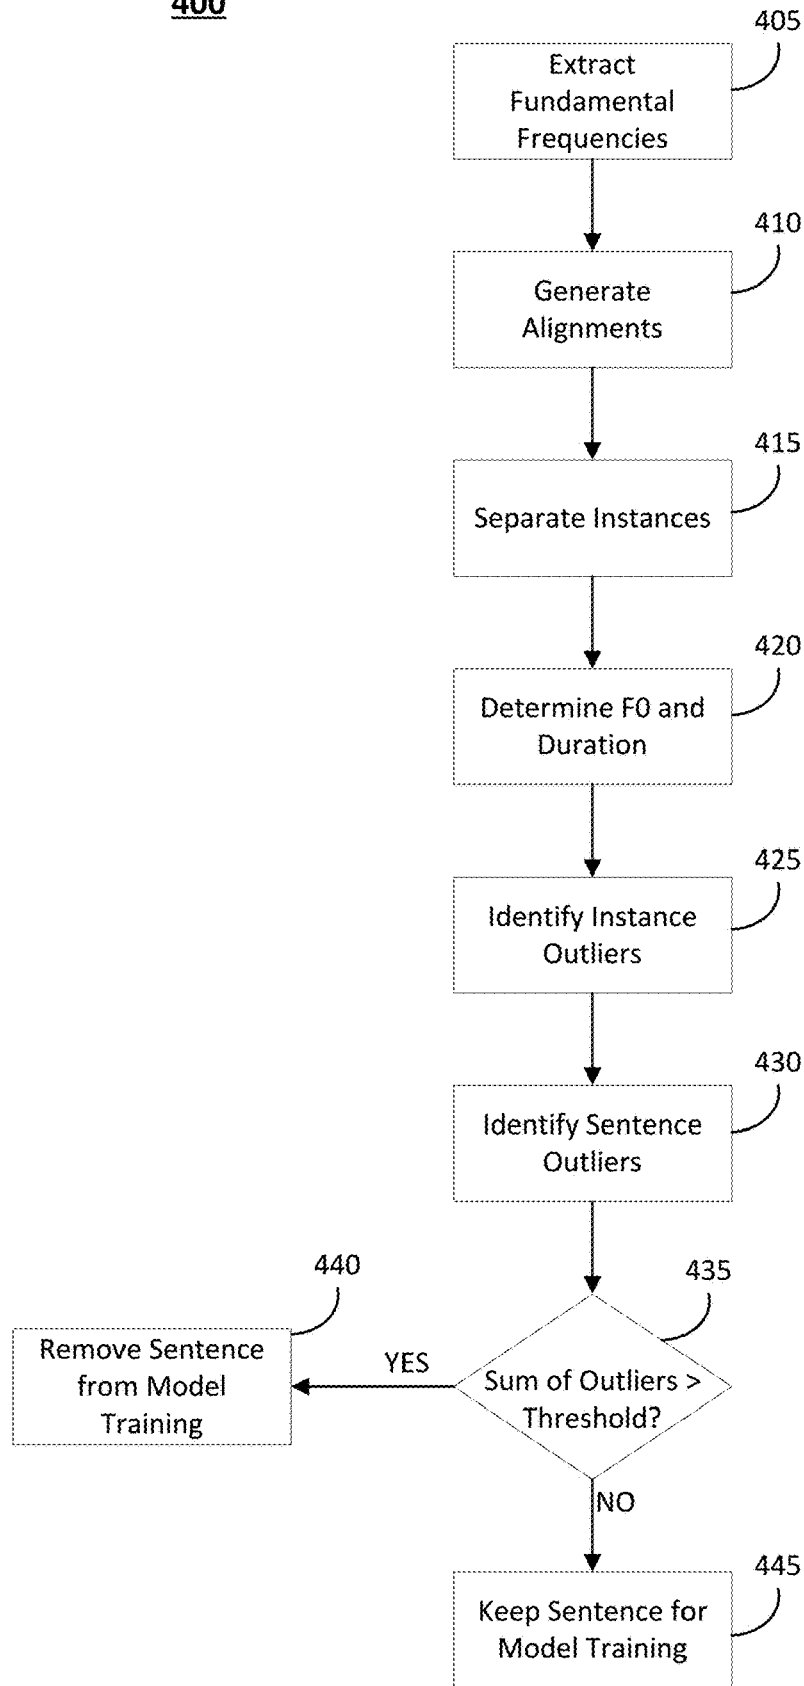 400
405
Extract
Fundamental
Frequencies
410
Generate
Alignments
415
Separate Instances
420
Determine F0 and
Duration
425
Identify Instance
Outliers
430
Identify Sentence
Outliers
435
Sum of Outliers >
Threshold?
YES
440
Remove Sentence
from Model
Training
NO
445
Keep Sentence for
Model Training